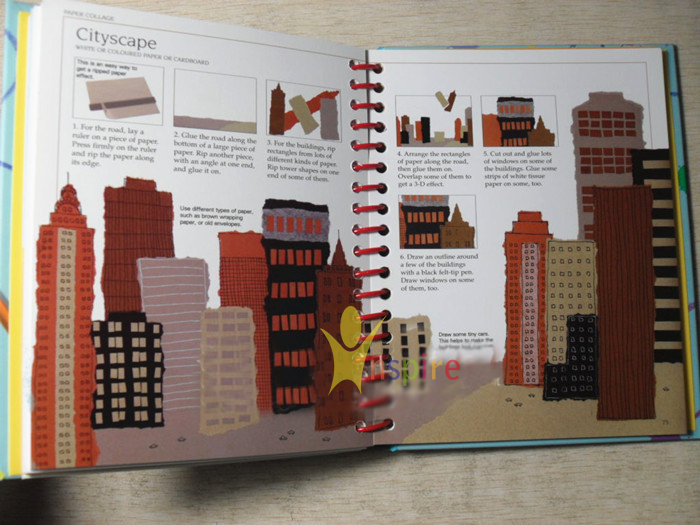 PAPER COLLAGE
Cityscape
WHITE OR COLOURED PAPER OR CARDBOARD
This is an easy way to
get a ripped paper
effect.
1. For the road, lay a
ruler on a piece of paper.
Press firmly on the ruler
and rip the paper along
its edge.
2. Glue the road along the
bottom of a large piece of
paper. Rip another piece,
with an angle at one end,
and glue it on.
3. For the buildings, rip
rectangles from lots of
different kinds of paper.
Rip tower shapes on one
end of some of them.
Use different types of paper,
such as brown wrapping
paper, or old envelopes.
4. Arrange the rectangles
of paper along the road,
then glue them on.
Overlap some of them to
get a 3-D effect.
5. Cut out and glue lots
of windows on some of
the buildings. Glue some
strips of white tissue
paper on some, too.
6. Draw an outline around
a few of the buildings
with a black felt-tip pen.
Draw windows on some
of them, too.
Draw some tiny cars.
This helps to make the
spire
75